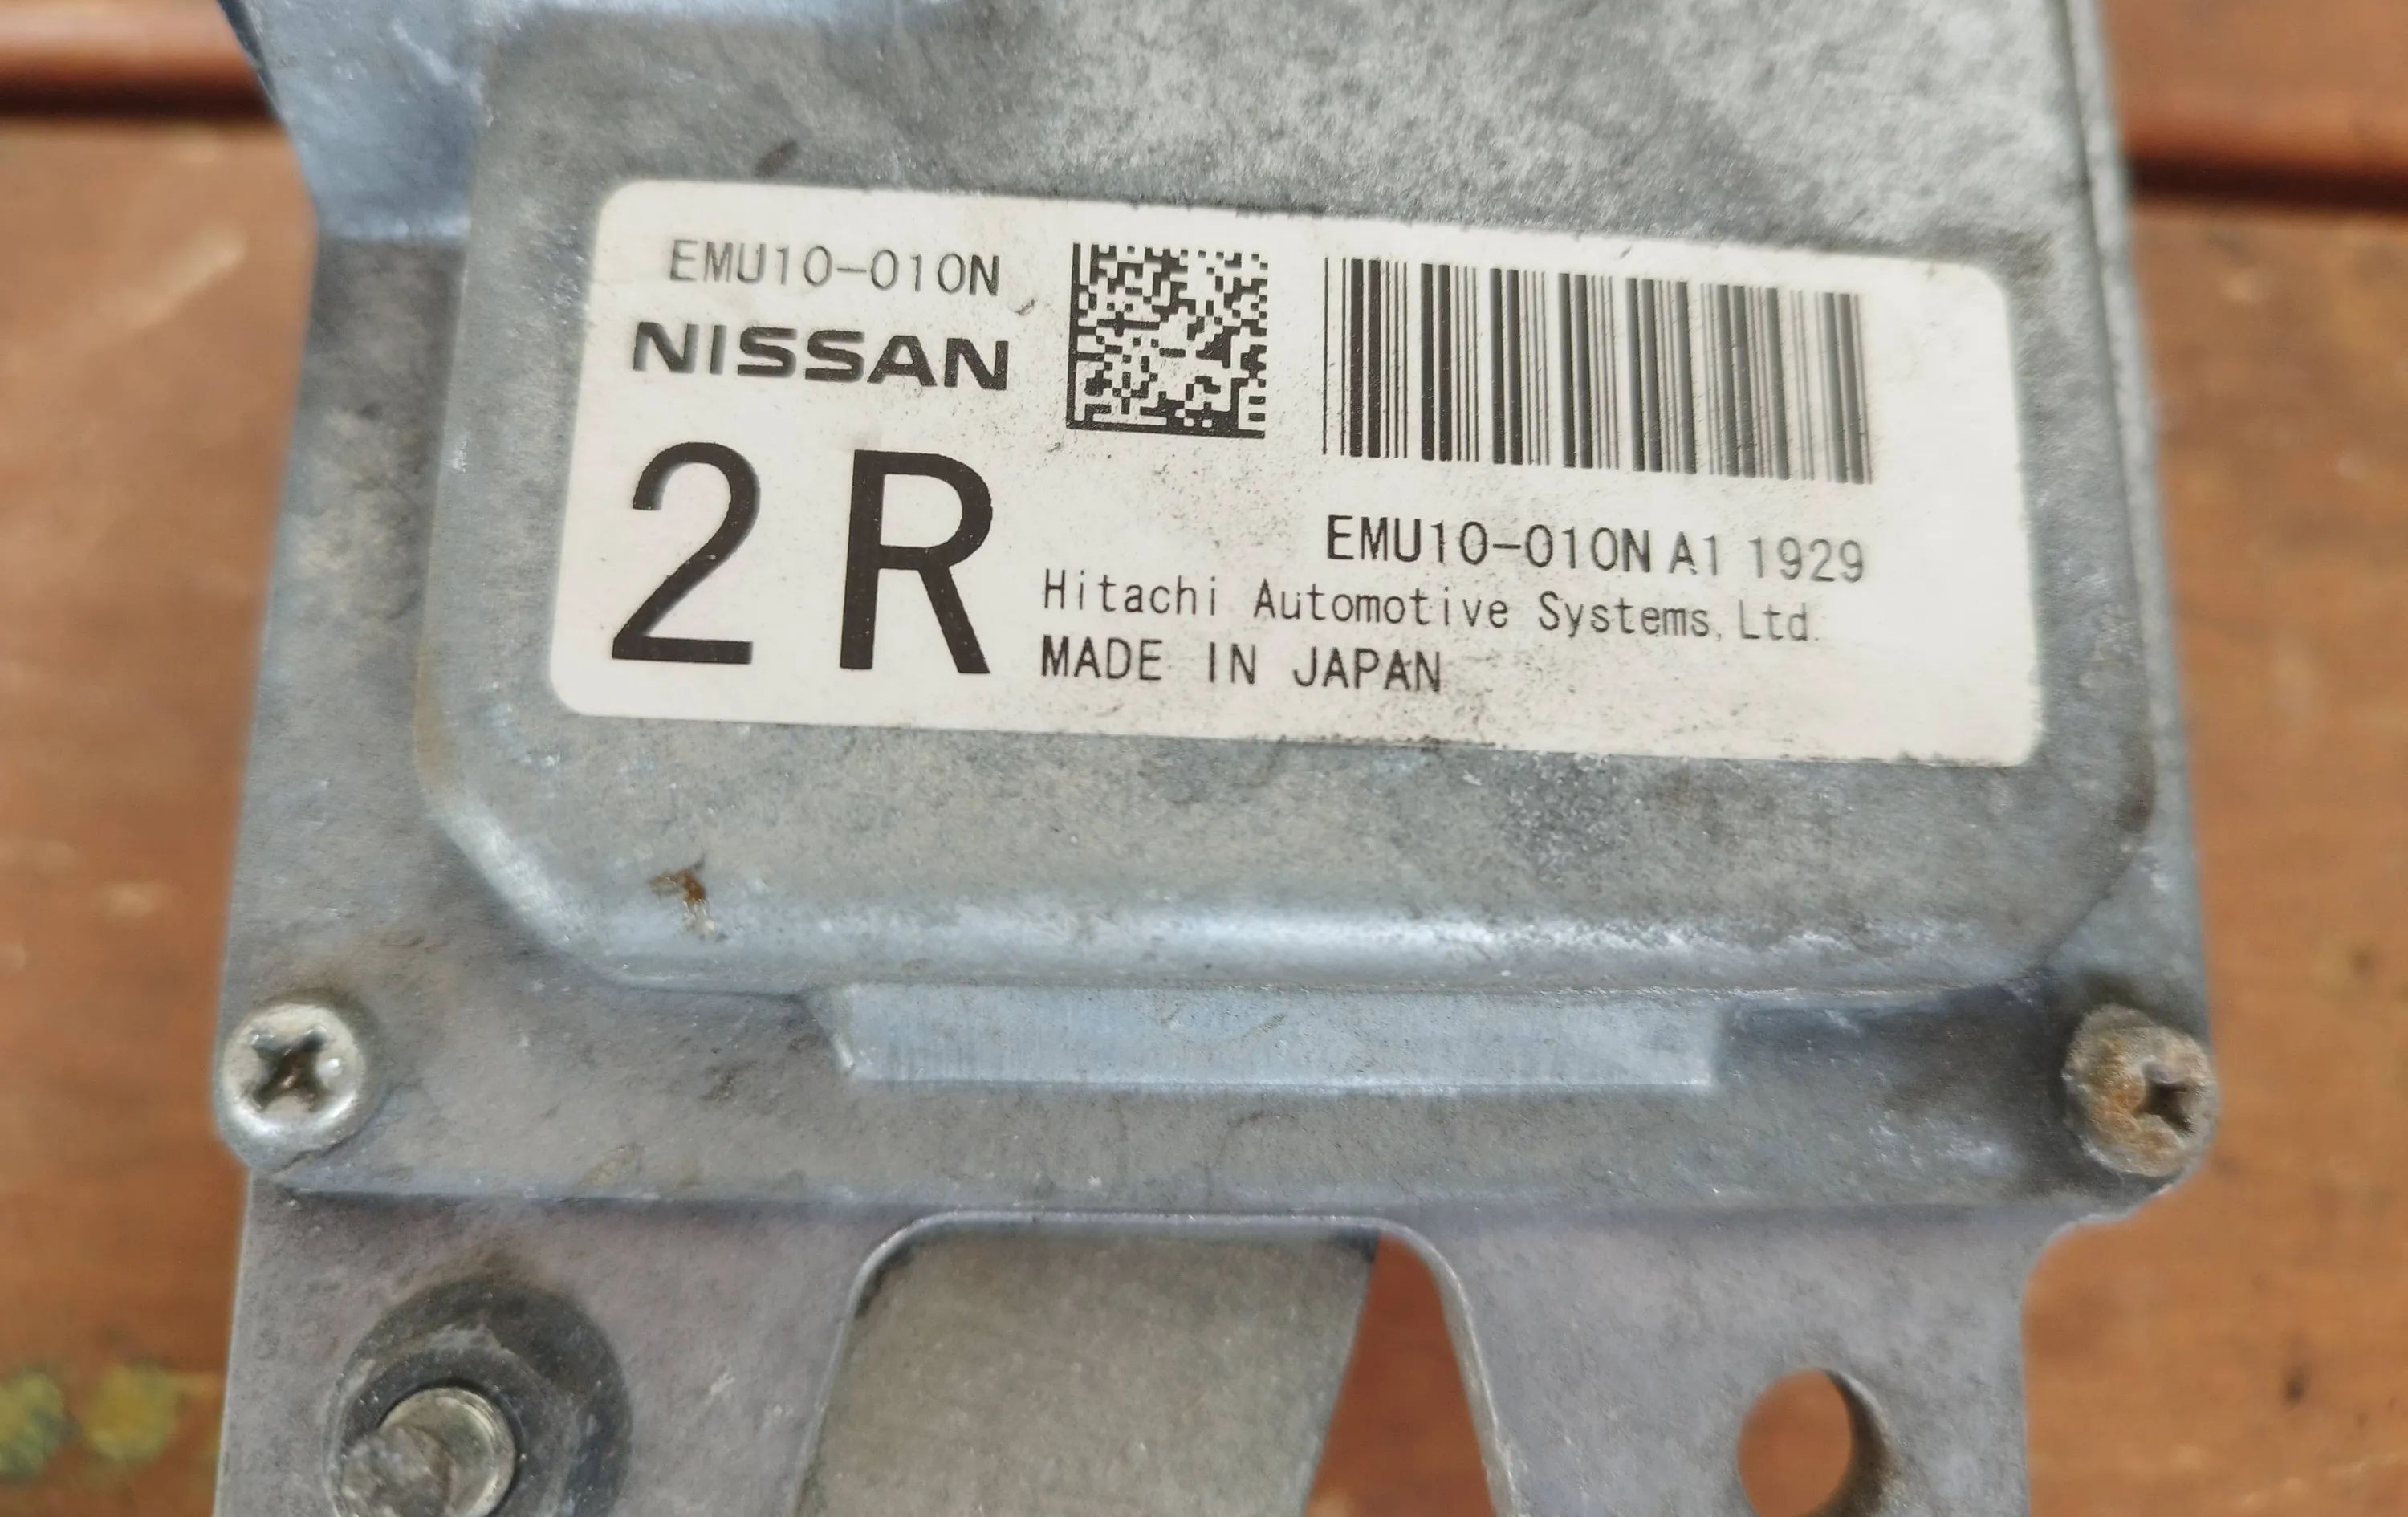 EMU10-010N
NISSAN
2R
EMU10-010N A1 1929
Hitachi Automotive Systems, Ltd.
MADE IN JAPAN